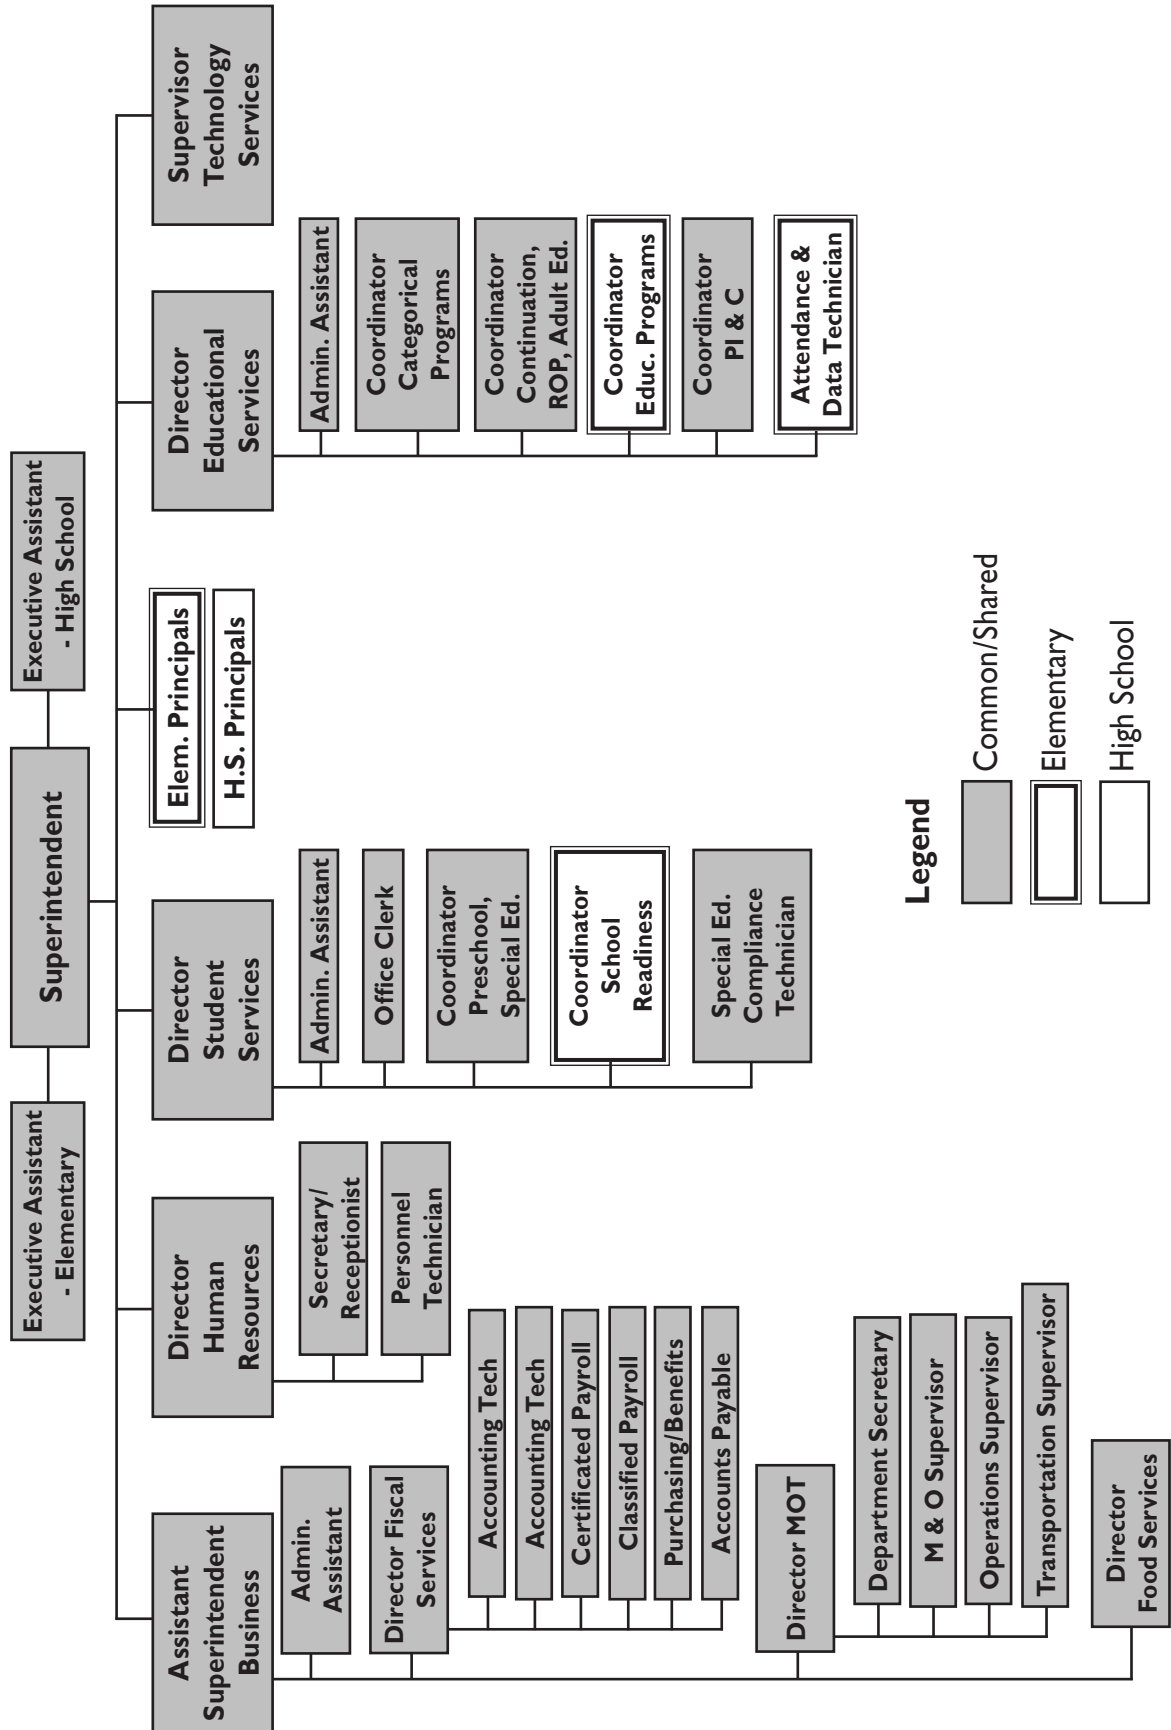 Executive Assistant
- Elementary
Superintendent
Executive Assistant
- High School
Assistant
Superintendent
Business
Admin.
Assistant
Director Fiscal
Services
Accounting Tech
Accounting Tech
Certificated Payroll
Classified Payroll
Purchasing/Benefits
Accounts Payable
Director MOT
Department Secretary
M & O Supervisor
Operations Supervisor
Transportation Supervisor
Director
Food Services
Director
Human
Resources
Secretary/
Receptionist
Personnel
Technician
Director
Student
Services
Admin. Assistant
Office Clerk
Coordinator
Preschool,
Special Ed.
Coordinator
School
Readiness
Special Ed.
Compliance
Technician
Elem. Principals
H.S. Principals
Director
Educational
Services
Admin. Assistant
Coordinator
Categorical
Programs
Coordinator
Continuation,
ROP, Adult Ed.
Coordinator
Educ. Programs
Coordinator
PI & C
Attendance &
Data Technician
Supervisor
Technology
Services
Legend
Common/Shared
Elementary
High School